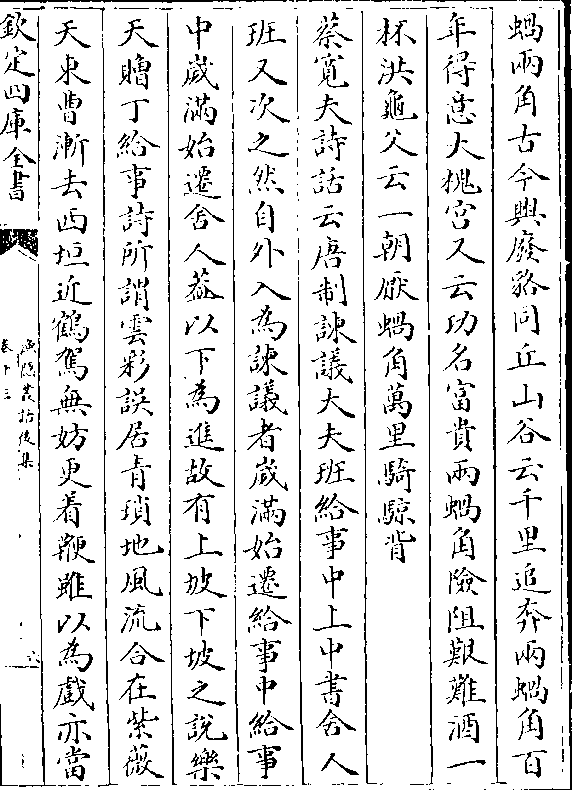 蝸兩角古今興廢貉同丘山谷云千里追奔兩蝸角百
年得意大槐宮又云功名富貴兩蝸角險阻艱難酒一
杯洪龜父云一朝厭蝸角萬里騎鯨背
蔡寛夫詩話云唐制諫議大夫班給事中上中書舍人
班又次之然自外入為諫議者嵗滿始遷給事中給事
中嵗滿始遷舍人葢以下為進故有上坡下坡之說樂
天贈丁給事詩所謂雲彩誤居青瑣地風流合在紫薇
天東曹漸去西垣近鶴駕無妨更着鞭雖以為戲亦當
欽定四庫全書
漁隱叢話後集
卷十三
六